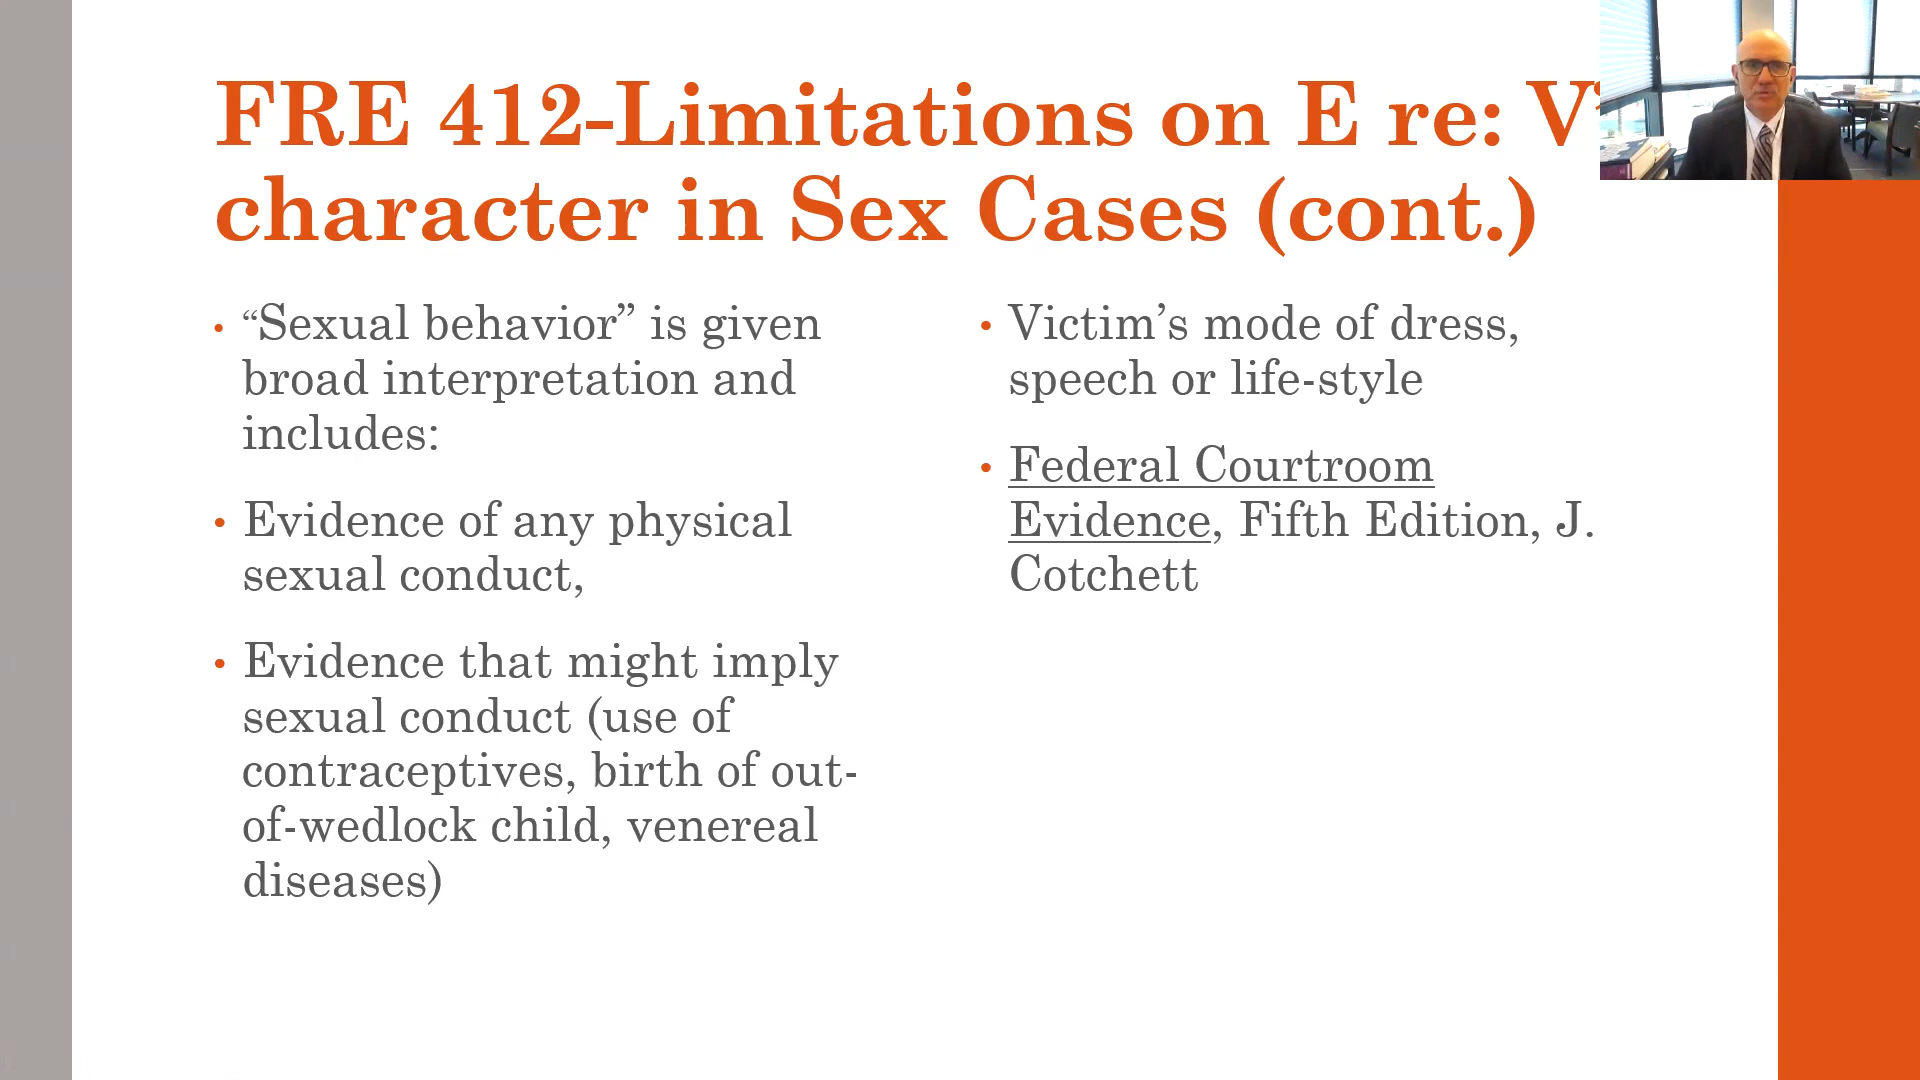 FRE 412-Limitations on E re:
character in Sex Cases (cont.)
• “Sexual behavior” is given
broad interpretation and
includes:
• Evidence of any physical
sexual conduct,
• Evidence that might imply
sexual conduct (use of
contraceptives, birth of out-
of-wedlock child, venereal
diseases)
• Victim’s mode of dress,
speech or life-style
• Federal Courtroom
Evidence, Fifth Edition, J.
Cotchett